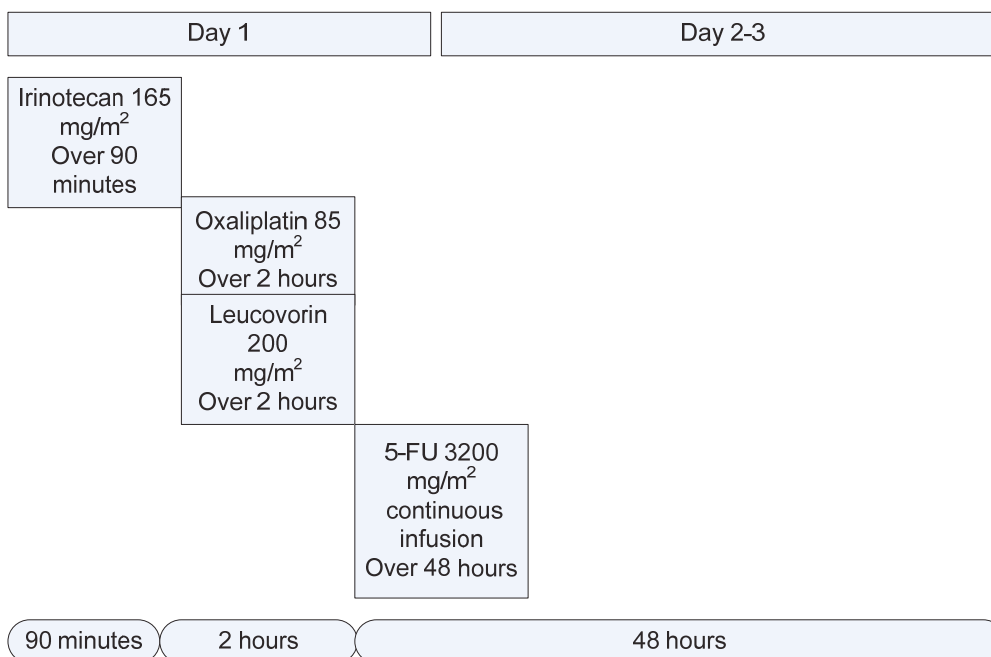 Day 1
Day 2-3
Irinotecan 165
mg/m²
Over 90
minutes
Oxaliplatin 85
mg/m²
Over 2 hours
Leucovorin
200
mg/m²
Over 2 hours
5-FU 3200
mg/m²
continuous
infusion
Over 48 hours
90 minutes
2 hours
48 hours